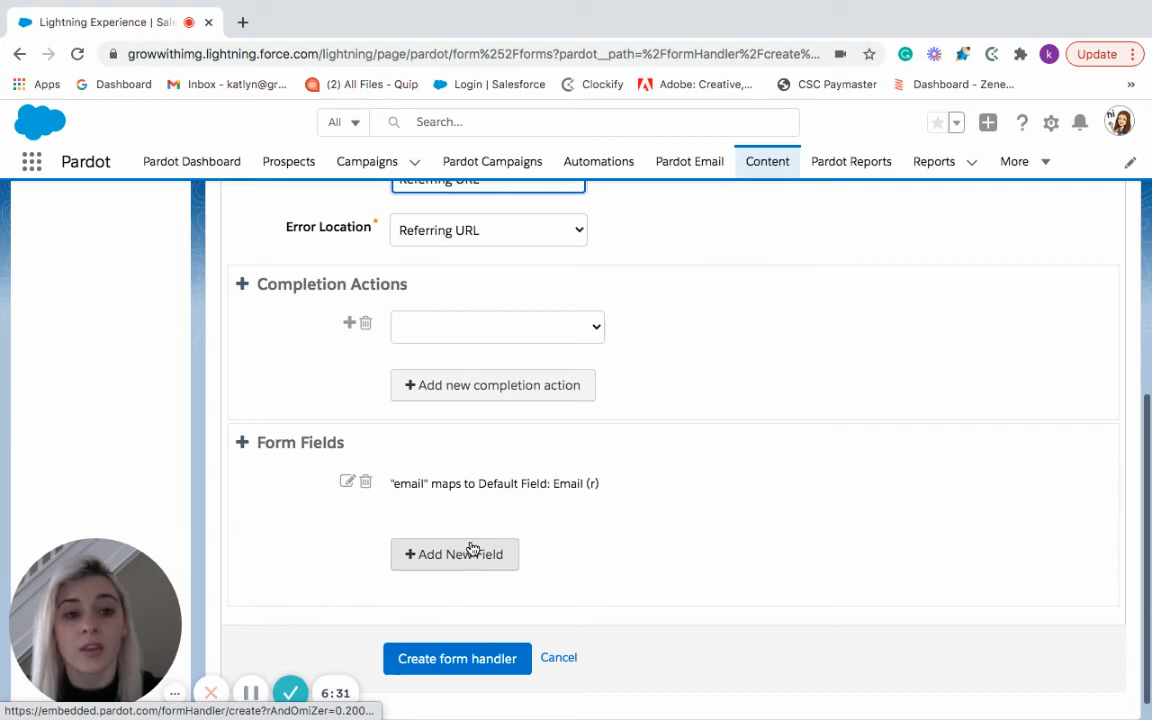 Lightning Experience | Sale
growwithimg.lightning.force.com/lightning/page/pardot/form%252Fforms?pardot__path=%2FformHandler%2Fcreate%...
k
Update
Apps
Dashboard
Inbox - katlyn@gr...
(2) All Files - Quip
Login | Salesforce
Clockify
Adobe: Creative,...
CSC Paymaster
Dashboard - Zene...
»
All
Search...
hi
Pardot
Pardot Dashboard
Prospects
Campaigns
Pardot Campaigns
Automations
Pardot Email
Content
Pardot Reports
Reports
More
Referring URL
Error Location *
Referring URL
Completion Actions
+ Add new completion action
Form Fields
"email" maps to Default Field: Email (r)
+ Add New Field
Create form handler
Cancel
6:31
https://embedded.pardot.com/formHandler/create?rAndOmiZer=0.200...